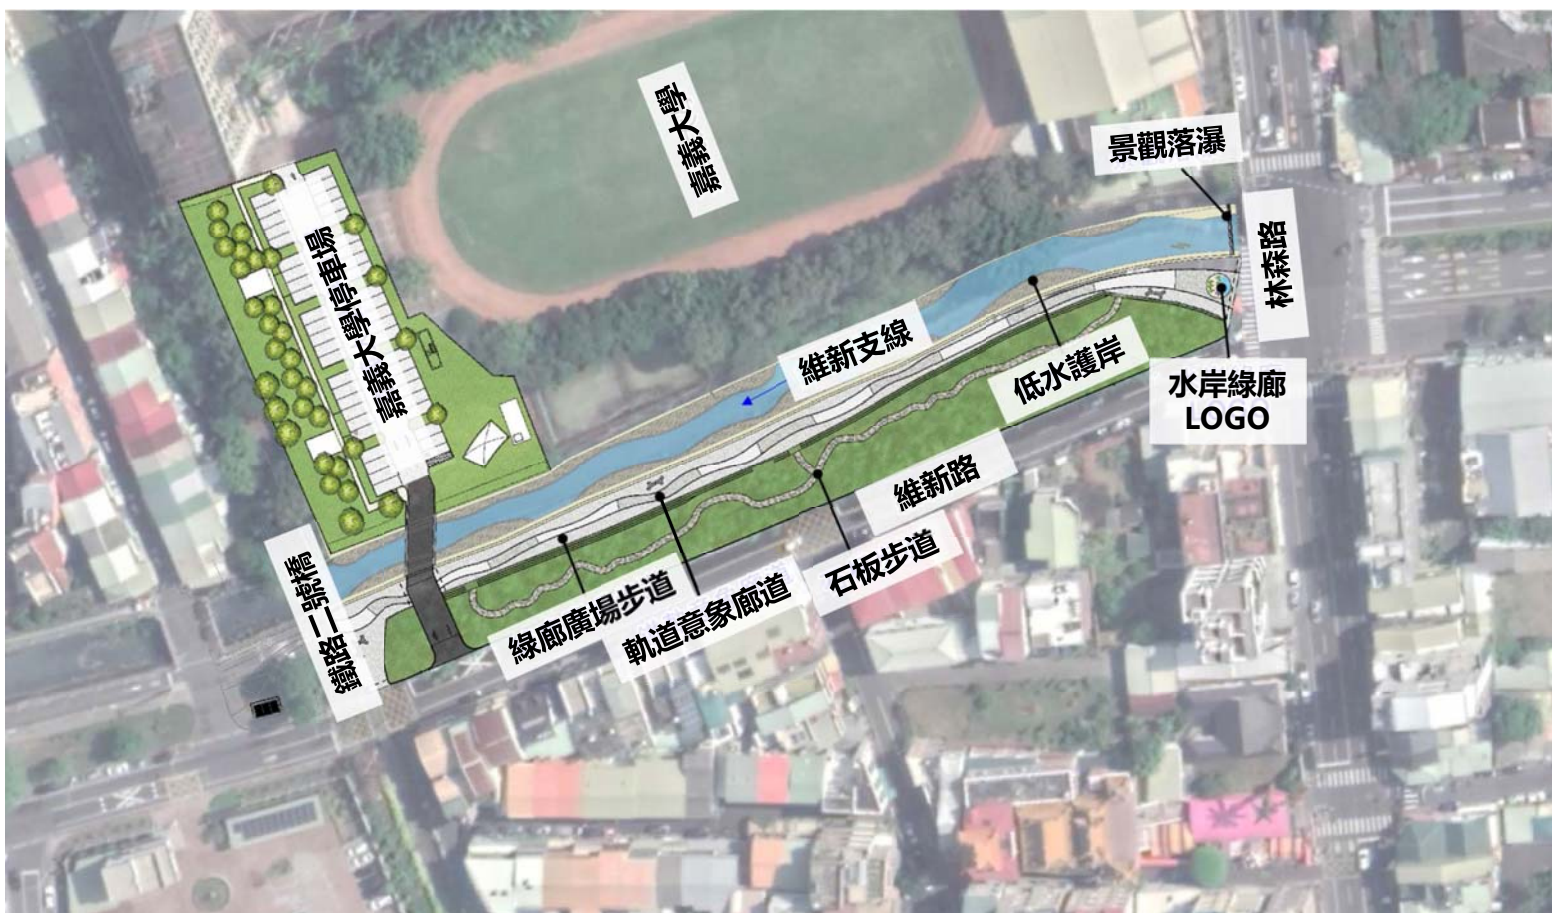 嘉義大學
景觀落瀑
林森路
嘉義大學停車場
維新支線
低水護岸
水岸綠廊
LOGO
維新路
石板步道
軌道意象廊道
綠廊廣場步道
鐵路二號橋